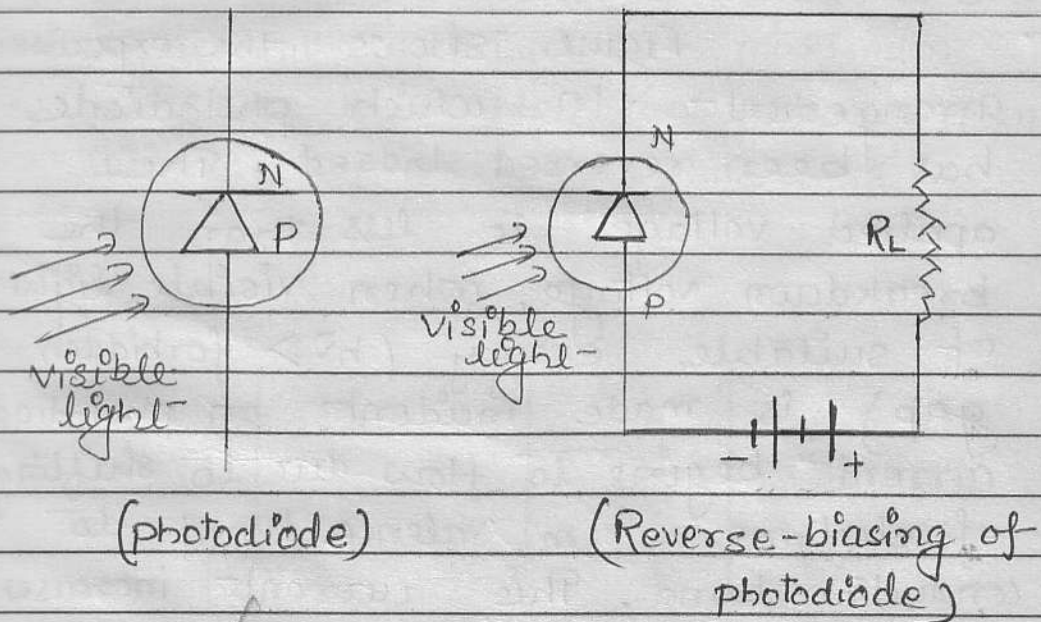 N
P
visible
light
(photodiode)
N
P
visible
light
RL
- +
(Reverse-biasing of
photodiode)